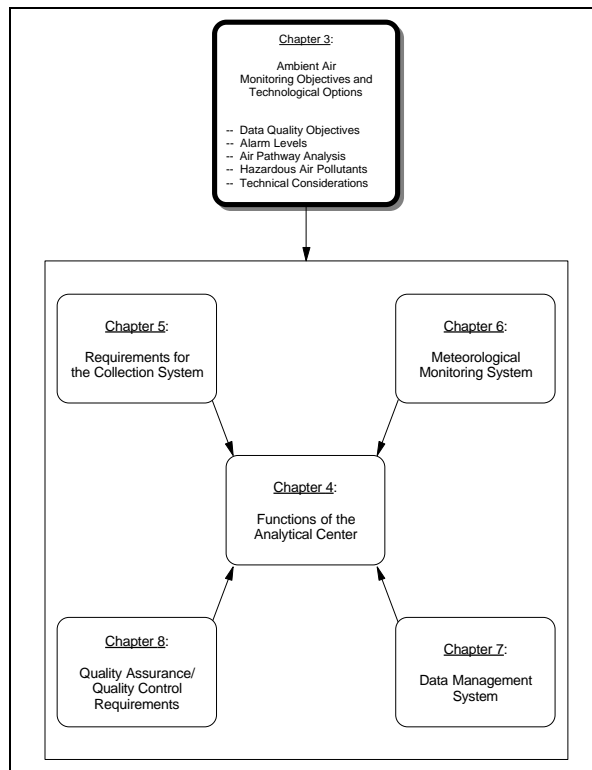 Chapter 3:
Ambient Air
Monitoring Objectives and
Technological Options
-- Data Quality Objectives
-- Alarm Levels
-- Air Pathway Analysis
-- Hazardous Air Pollutants
-- Technical Considerations
Chapter 5:
Requirements for
the Collection System
Chapter 6:
Meteorological
Monitoring System
Chapter 4:
Functions of the
Analytical Center
Chapter 8:
Quality Assurance/
Quality Control
Requirements
Chapter 7:
Data Management
System